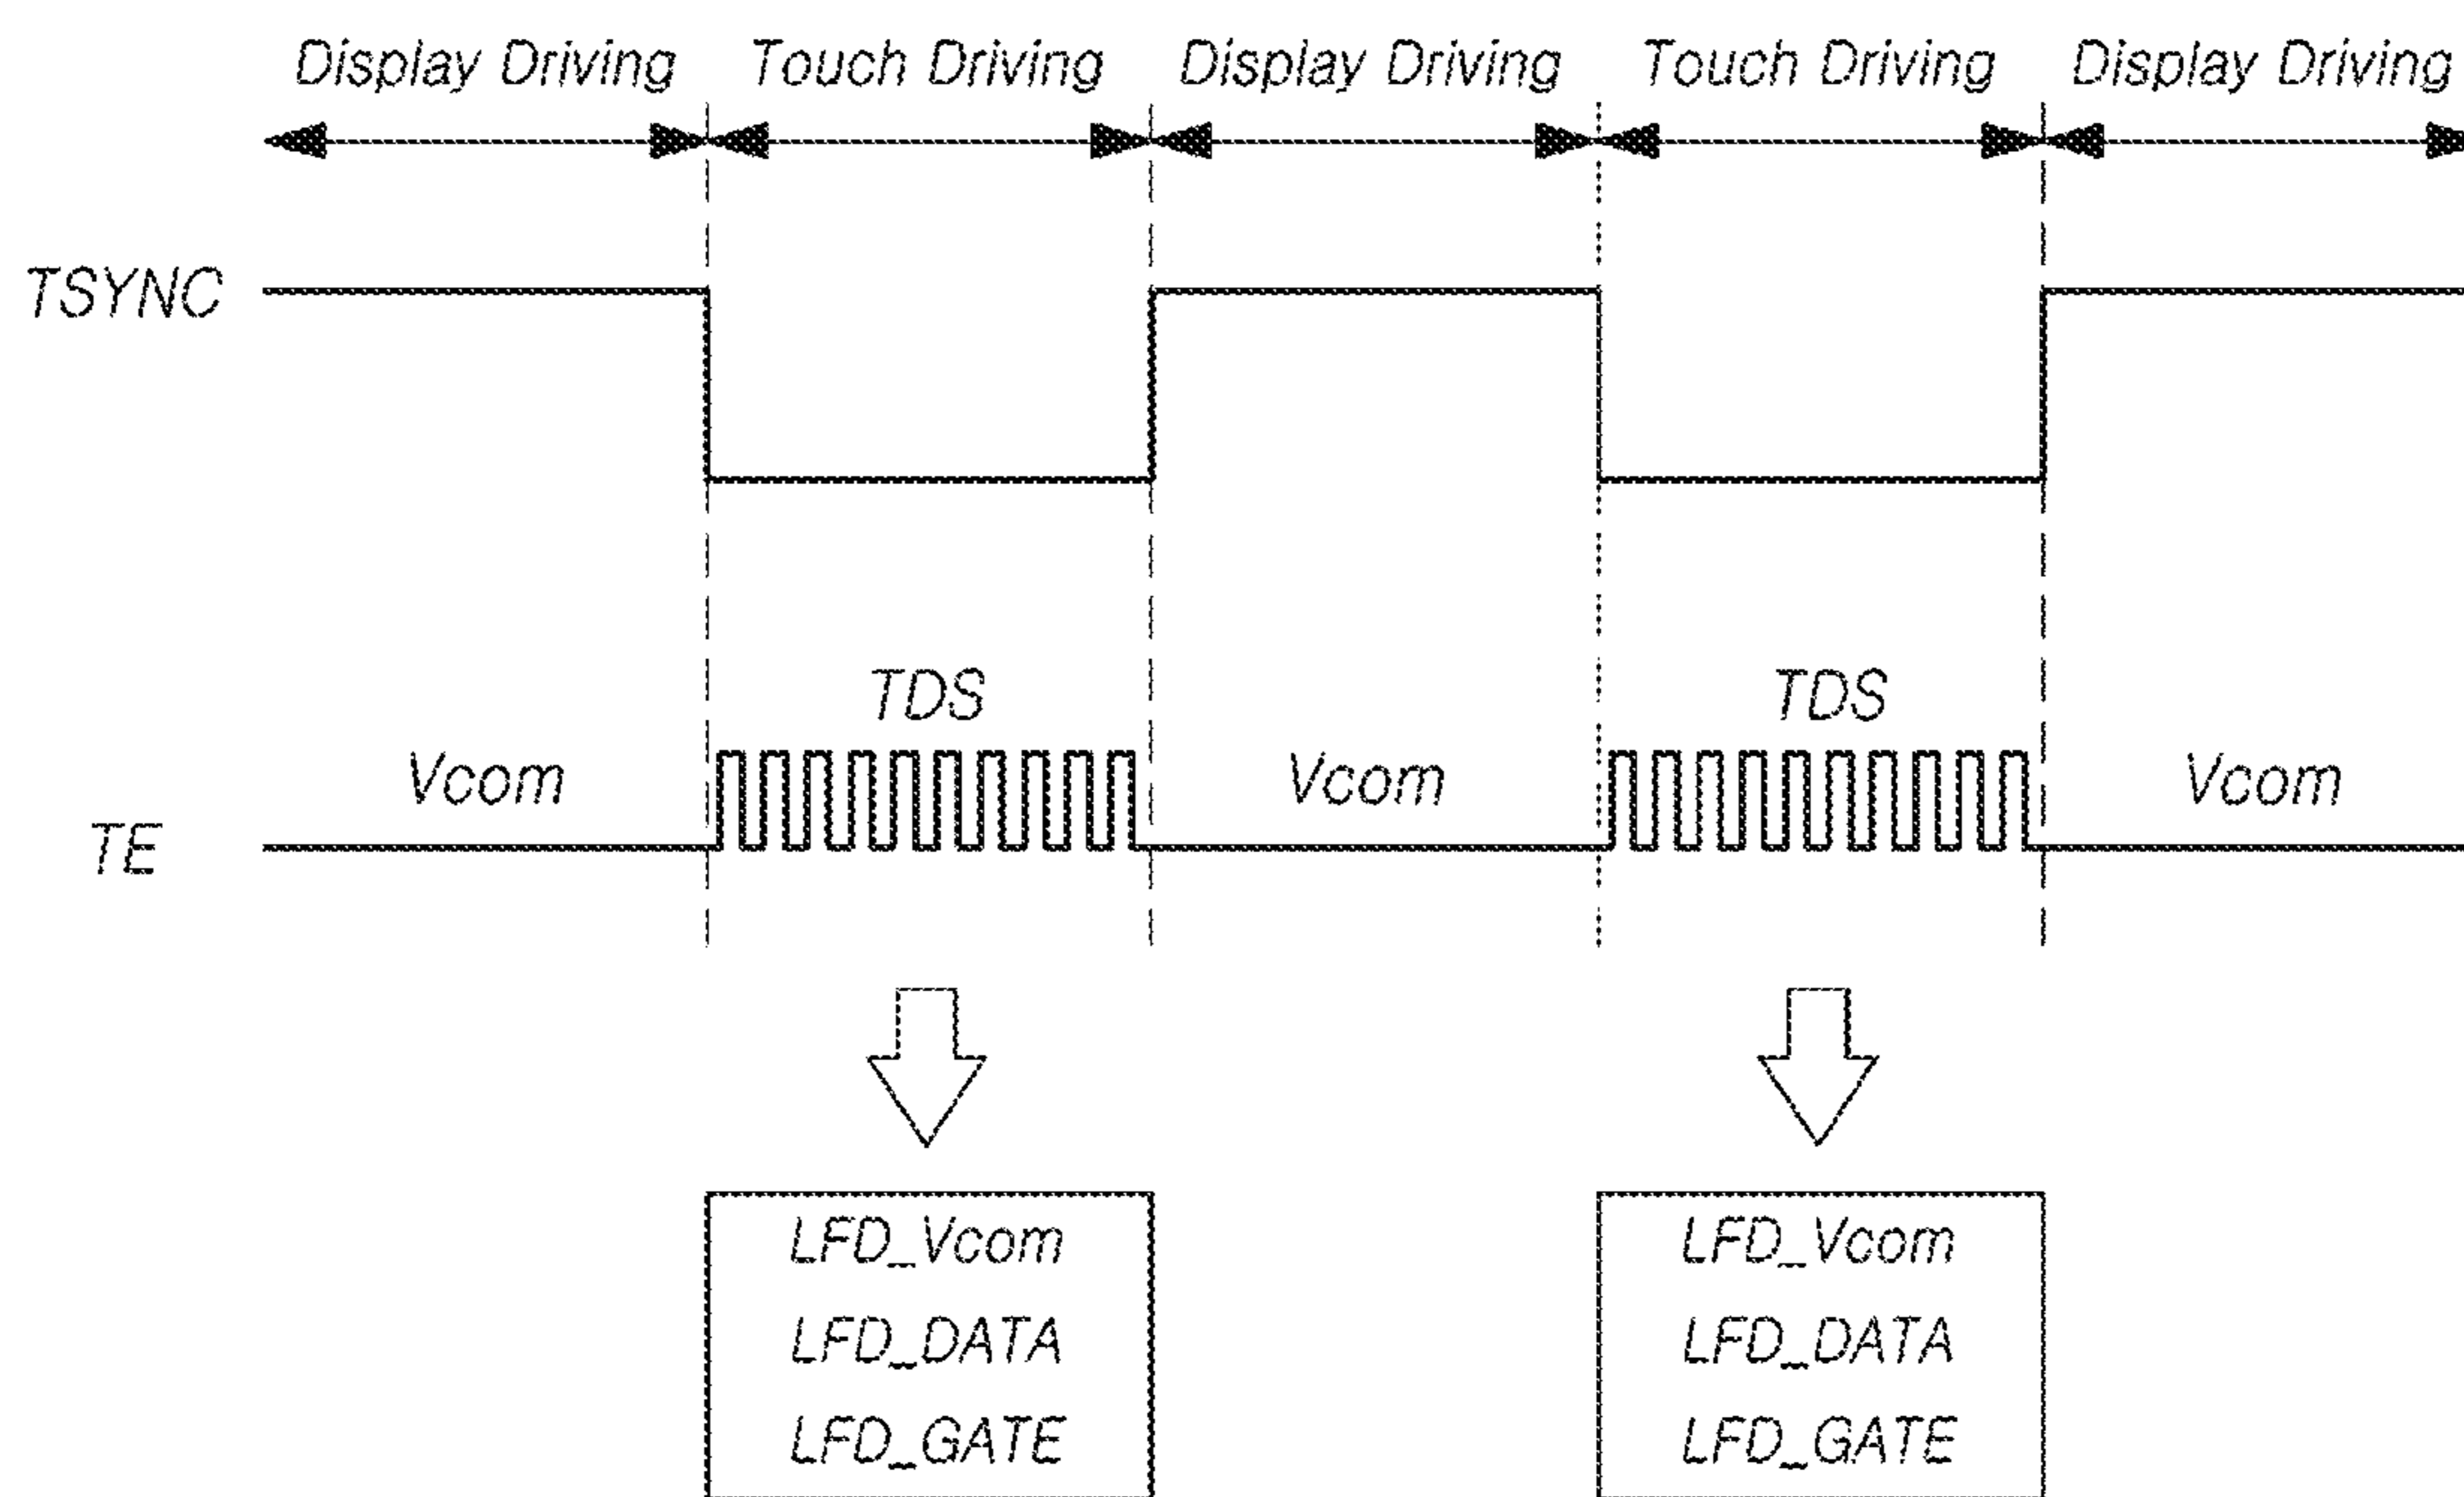 Display Driving Touch Driving Display Driving Touch Driving Display Driving
TSYNC
TDS TDS
Vcom Vcom Vcom
TE
LFD_Vcom LFD_Vcom
LFD_DATA LFD_DATA
LFD_GATE LFD_GATE